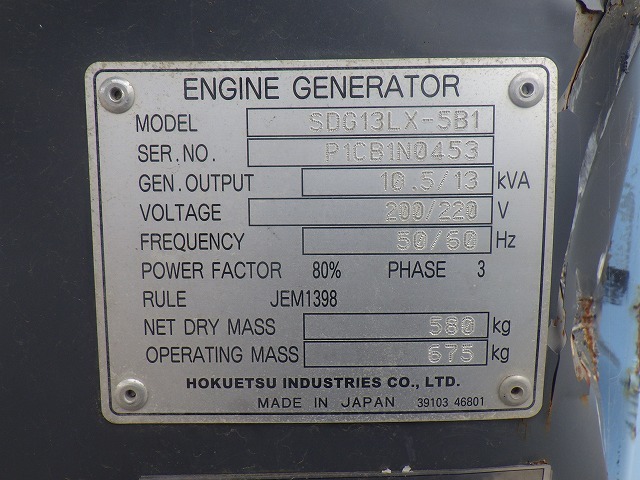 ENGINE GENERATOR
MODEL SDG13LX-5B1
SER.NO. P1CB1N0453
GEN.OUTPUT 10.5/13 kVA
VOLTAGE 200/220 V
FREQUENCY 50/60 Hz
POWER FACTOR 80% PHASE 3
RULE JEM1398
NET DRY MASS 580 kg
OPERATING MASS 675 kg
HOKUETSU INDUSTRIES CO., LTD.
MADE IN JAPAN 39103 46801